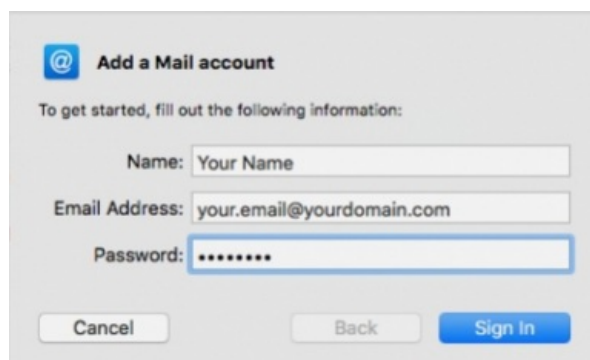 @ Add a Mail account
To get started, fill out the following information:
Name: Your Name
Email Address: your.email@yourdomain.com
Password: ••••••••
Cancel Back Sign In